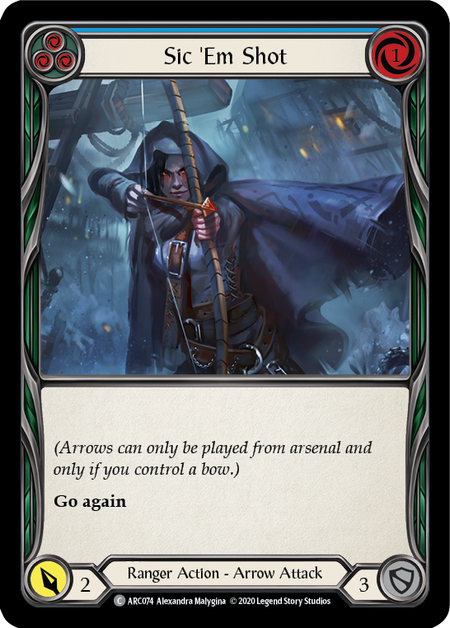 Sic 'Em Shot
1
(Arrows can only be played from arsenal and
only if you control a bow.)
Go again
2
Ranger Action - Arrow Attack
3
C ARC074 Alexandra Malygina © 2020 Legend Story Studios